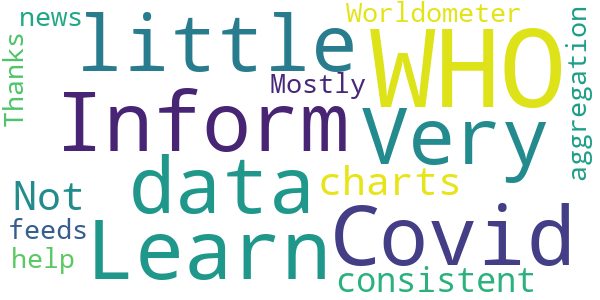 news
little
Worldometer
WHO
Thanks
Mostly
aggregation
Inform
Very
data
charts
Not
feeds
help
Learn
Covid
consistent